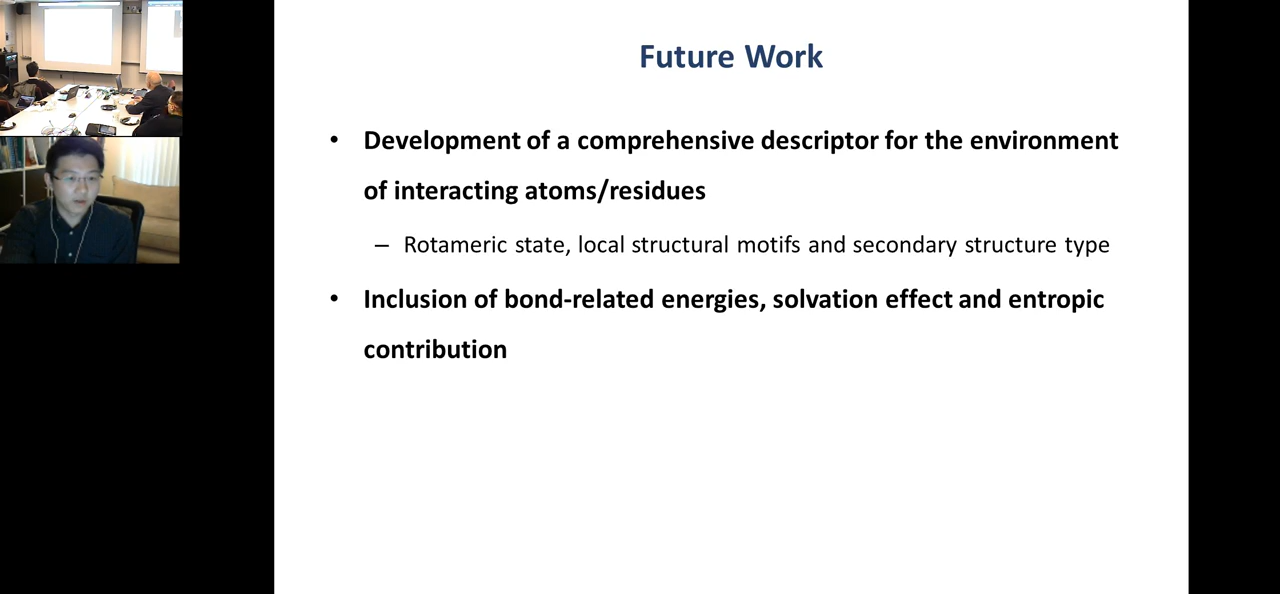 Future Work
• Development of a comprehensive descriptor for the environment
of interacting atoms/residues
– Rotameric state, local structural motifs and secondary structure type
• Inclusion of bond-related energies, solvation effect and entropic
contribution